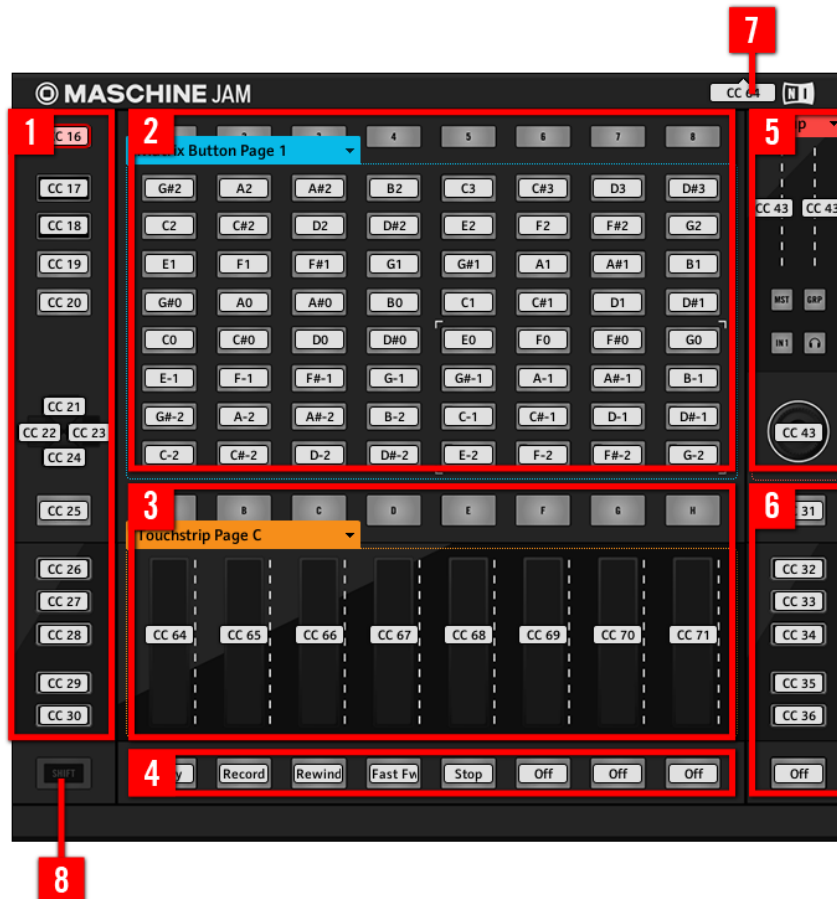 7
MASCHINE JAM
CC 64
1
CC 16
2
4 5 6 7 8
5
Matrix Button Page 1
CC 17 G#2 A2 A#2 B2 C3 C#3 D3 D#3
CC 43 CC 43
CC 18 C2 C#2 D2 D#2 E2 F2 F#2 G2
CC 19 E1 F1 F#1 G1 G#1 A1 A#1 B1
CC 20 G#0 A0 A#0 B0 C1 C#1 D1 D#1 MST GRP
C0 C#0 D0 D#0 E0 F0 F#0 G0 IN 1
E-1 F-1 F#-1 G-1 G#-1 A-1 A#-1 B-1
CC 21
G#-2 A-2 A#-2 B-2 C-1 C#-1 D-1 D#-1
CC 22 CC 23 CC 43
CC 24 C-2 C#-2 D-2 D#-2 E-2 F-2 F#-2 G-2
CC 25 3 B C D E F G H 6 31
Touchstrip Page C
CC 26 CC 32
CC 27 CC 33
CC 28 CC 64 CC 65 CC 66 CC 67 CC 68 CC 69 CC 70 CC 71 CC 34
CC 29 CC 35
CC 30 CC 36
SHIFT 4 Record Rewind Fast Fw Stop Off Off Off Off
8